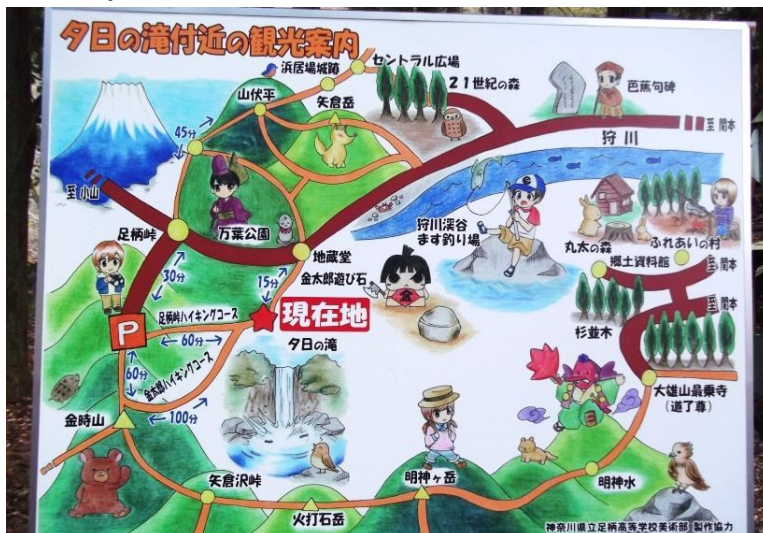 夕日の滝付近の観光案内
セントラル広場
浜居場城跡
21世紀の森
芭蕉句碑
山伏平
矢倉岳
至 関本
45分
狩川
至 小山
狩川渓谷
ます釣り場
丸太の森
ふれあいの村
足柄峠
万葉公園
地蔵堂
郷土資料館
至 関本
30分
15分
金太郎遊び石
金
至 関本
足柄峠ハイキングコース
現在地
杉並木
P
60分
夕日の滝
60分
金太郎ハイキングコース
大雄山最乗寺
(道了尊)
100分
金時山
矢倉沢峠
明神ヶ岳
明神水
火打石岳
神奈川県立足柄高等学校美術部 製作協力